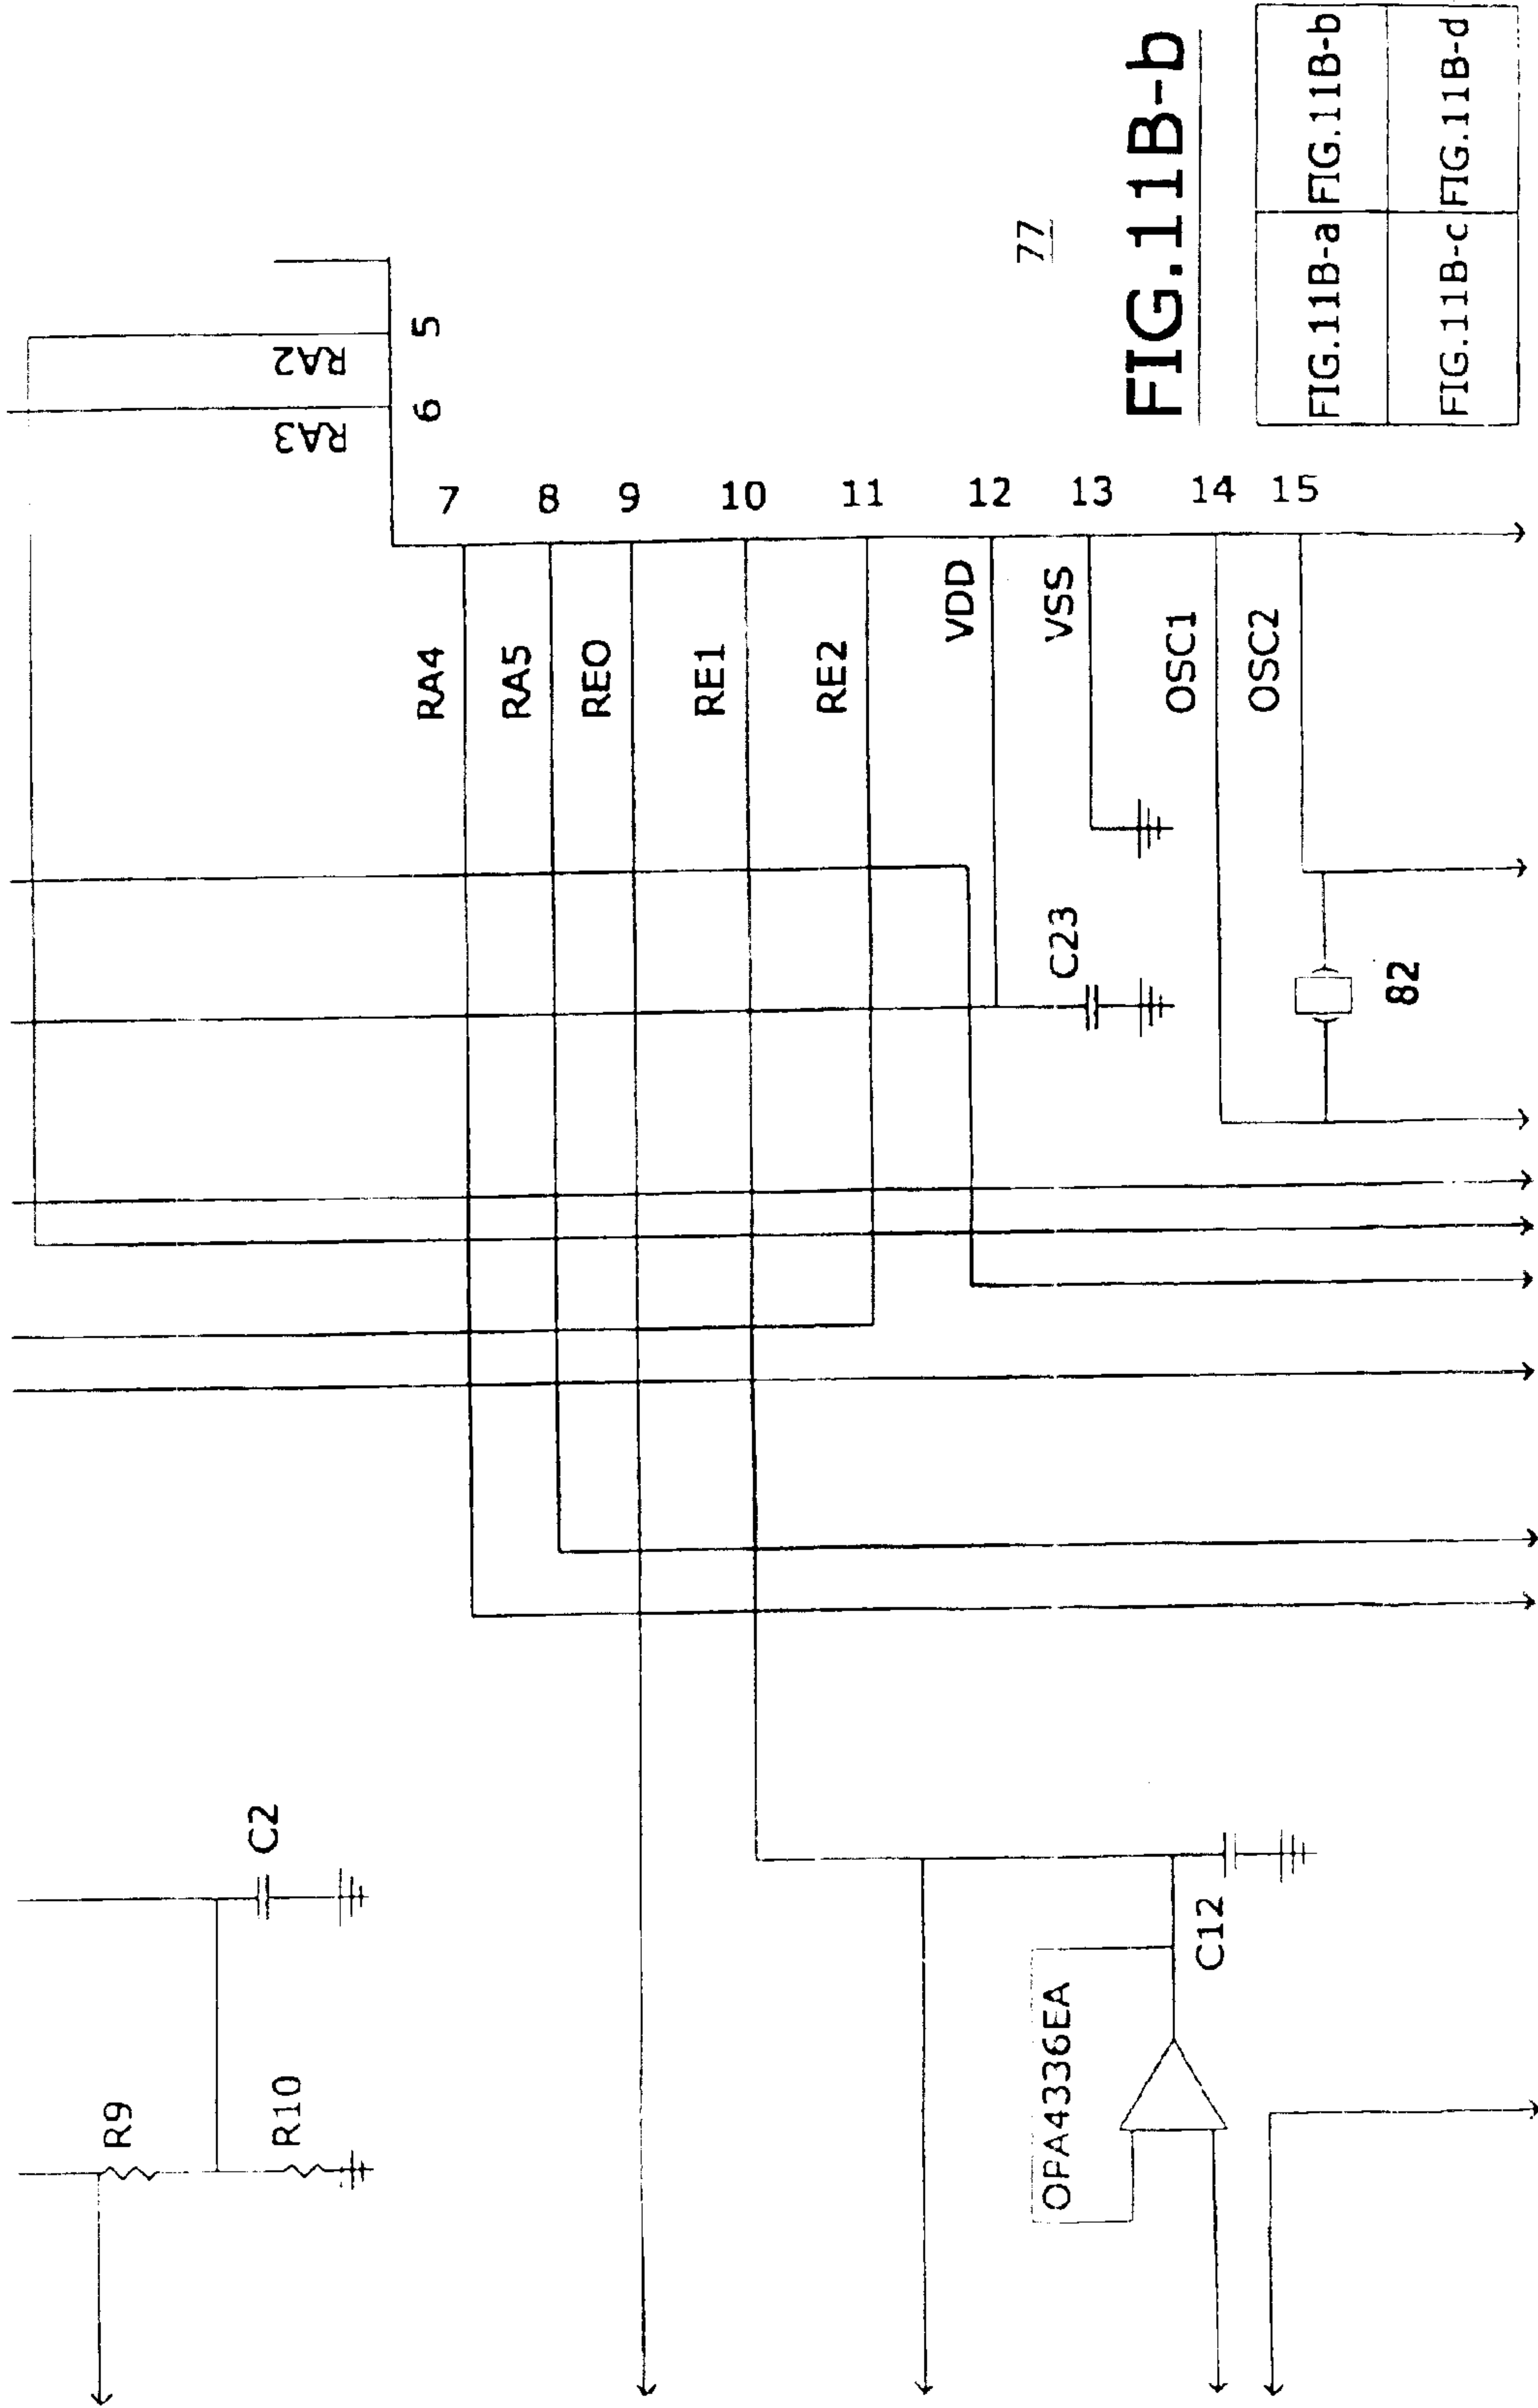 R9
R10
C2
RA3
RA2
6
5
7
8
9
10
11
12
13
14
15
RA4
RA5
REO
RE1
RE2
VDD
VSS
OSC1
OSC2
C23
82
OPA4336EA
C12
77
FIG.11B-b
FIG.11B-a FIG.11B-b
FIG.11B-c FIG.11B-d